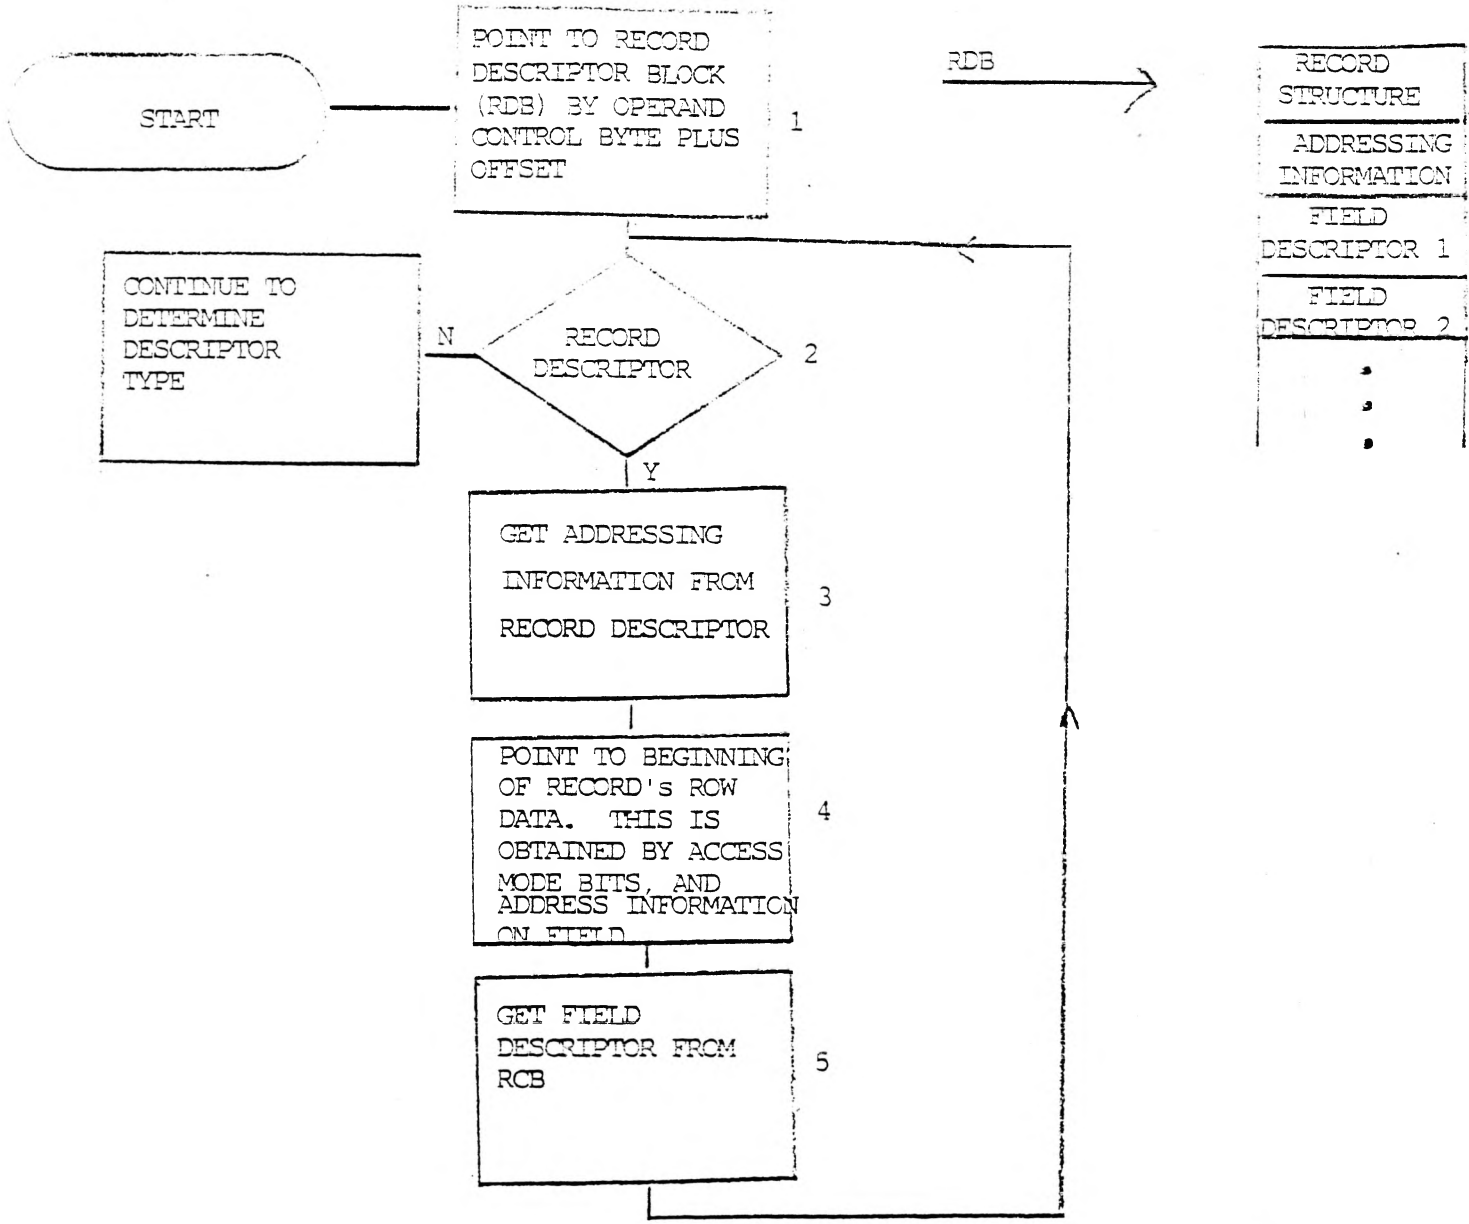 START
POINT TO RECORD
DESCRIPTOR BLOCK
(RDB) BY OPERAND
CONTROL BYTE PLUS
OFFSET
1
RDB
RECORD
STRUCTURE
ADDRESSING
INFORMATION
FIELD
DESCRIPTOR 1
FIELD
DESCRIPTOR 2
CONTINUE TO
DETERMINE
DESCRIPTOR
TYPE
N
RECORD
DESCRIPTOR
2
Y
GET ADDRESSING
INFORMATION FROM
RECORD DESCRIPTOR
3
POINT TO BEGINNING
OF RECORD's ROW
DATA. THIS IS
OBTAINED BY ACCESS
MODE BITS, AND
ADDRESS INFORMATION
ON FIELD
4
GET FIELD
DESCRIPTOR FROM
RCB
5